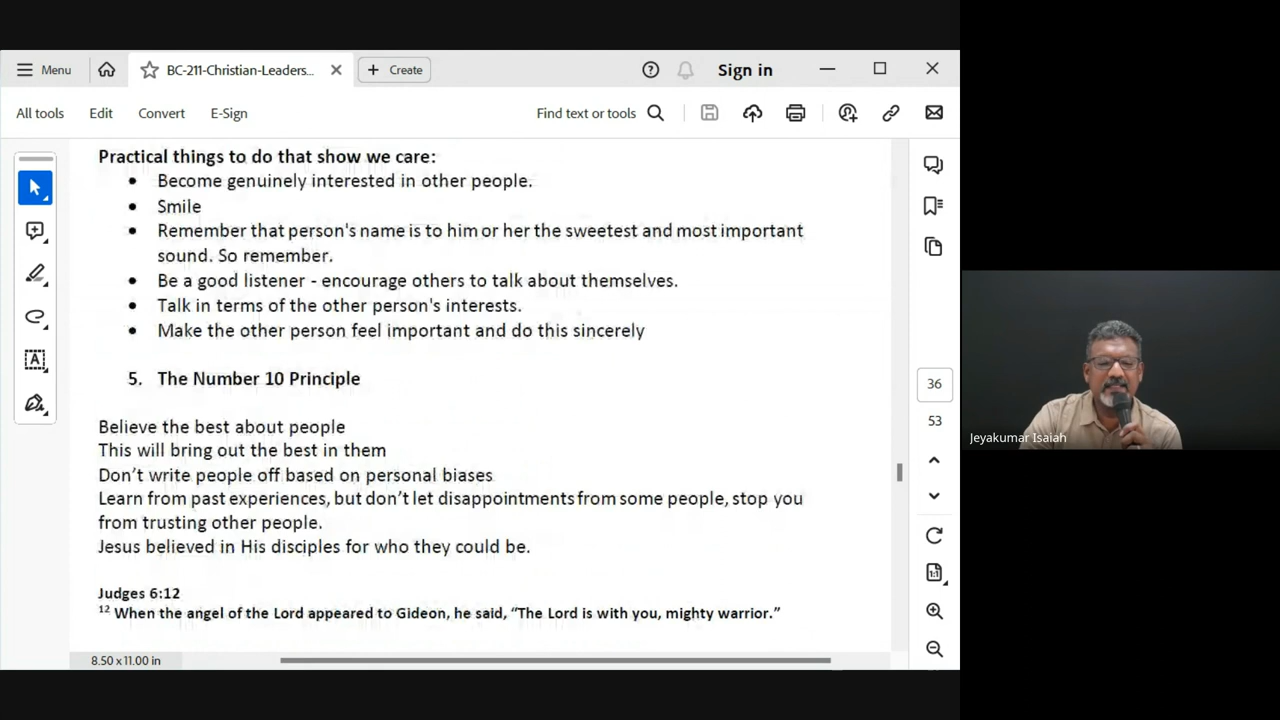 Menu
BC-211-Christian-Leaders...
Create
Sign in
All tools
Edit
Convert
E-Sign
Find text or tools
Practical things to do that show we care:
• Become genuinely interested in other people.
• Smile
• Remember that person's name is to him or her the sweetest and most important
sound. So remember.
• Be a good listener - encourage others to talk about themselves.
• Talk in terms of the other person's interests.
• Make the other person feel important and do this sincerely
5. The Number 10 Principle
Believe the best about people
This will bring out the best in them
Don't write people off based on personal biases
Learn from past experiences, but don't let disappointments from some people, stop you
from trusting other people.
Jesus believed in His disciples for who they could be.
Judges 6:12
12 When the angel of the Lord appeared to Gideon, he said, “The Lord is with you, mighty warrior.”
8.50 x 11.00 in
36
53
1:1
Jeyakumar Isaiah